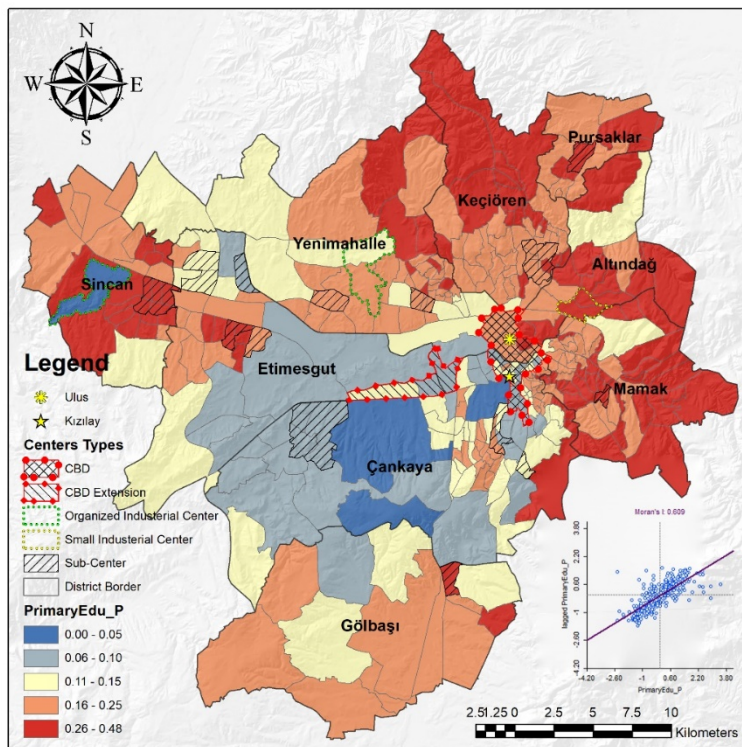 N
W E
S
Pursaklar
Keçiören
Yenimahalle
Altındağ
Sincan
Etimesgut
Mamak
Çankaya
Gölbaşı
Legend
Ulus
Kızılay
Centers Types
CBD
CBD Extension
Organized Industerial Center
Small Industerial Center
Sub-Center
District Border
PrimaryEdu_P
0.00 - 0.05
0.06 - 0.10
0.11 - 0.15
0.16 - 0.25
0.26 - 0.48
Moran's I: 0.609
lagged PrimaryEdu_P
3.80
2.20
0.60
-1
-2.60
-4.20
-4.20 -2.60 -1 0.60 2.20 3.80
PrimaryEdu_P
2.5 1.25 0 2.5 5 7.5 10
Kilometers